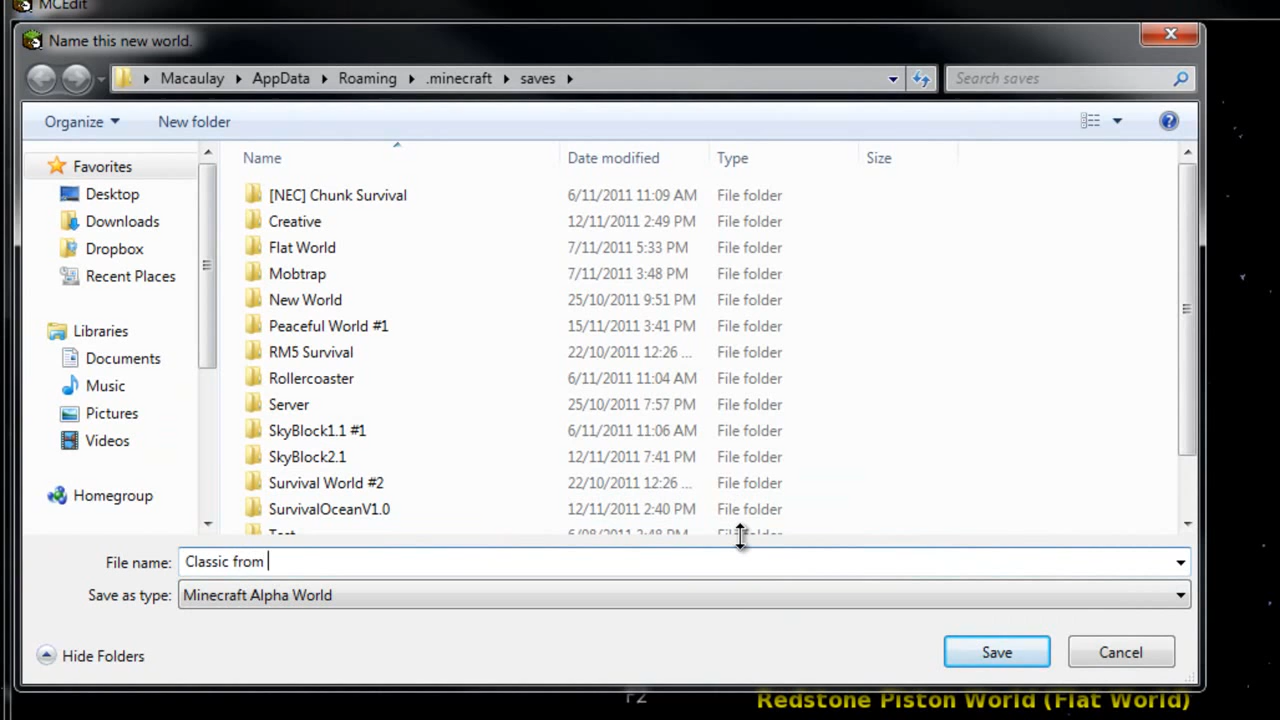 MCEdit
Name this new world.
Macaulay AppData Roaming .minecraft saves
Search saves
Organize New folder
Name Date modified Type Size
Favorites
Desktop
Downloads
Dropbox
Recent Places
Libraries
Documents
Music
Pictures
Videos
Homegroup
[NEC] Chunk Survival 6/11/2011 11:09 AM File folder
Creative 12/11/2011 2:49 PM File folder
Flat World 7/11/2011 5:33 PM File folder
Mobtrap 7/11/2011 3:48 PM File folder
New World 25/10/2011 9:51 PM File folder
Peaceful World #1 15/11/2011 3:41 PM File folder
RM5 Survival 22/10/2011 12:26 ... File folder
Rollercoaster 6/11/2011 11:04 AM File folder
Server 25/10/2011 7:57 PM File folder
SkyBlock1.1 #1 6/11/2011 11:06 AM File folder
SkyBlock2.1 12/11/2011 7:41 PM File folder
Survival World #2 22/10/2011 12:26 ... File folder
SurvivalOceanV1.0 12/11/2011 2:40 PM File folder
File name: Classic from
Save as type: Minecraft Alpha World
Hide Folders
Save Cancel
F2
Redstone Piston World (Flat World)